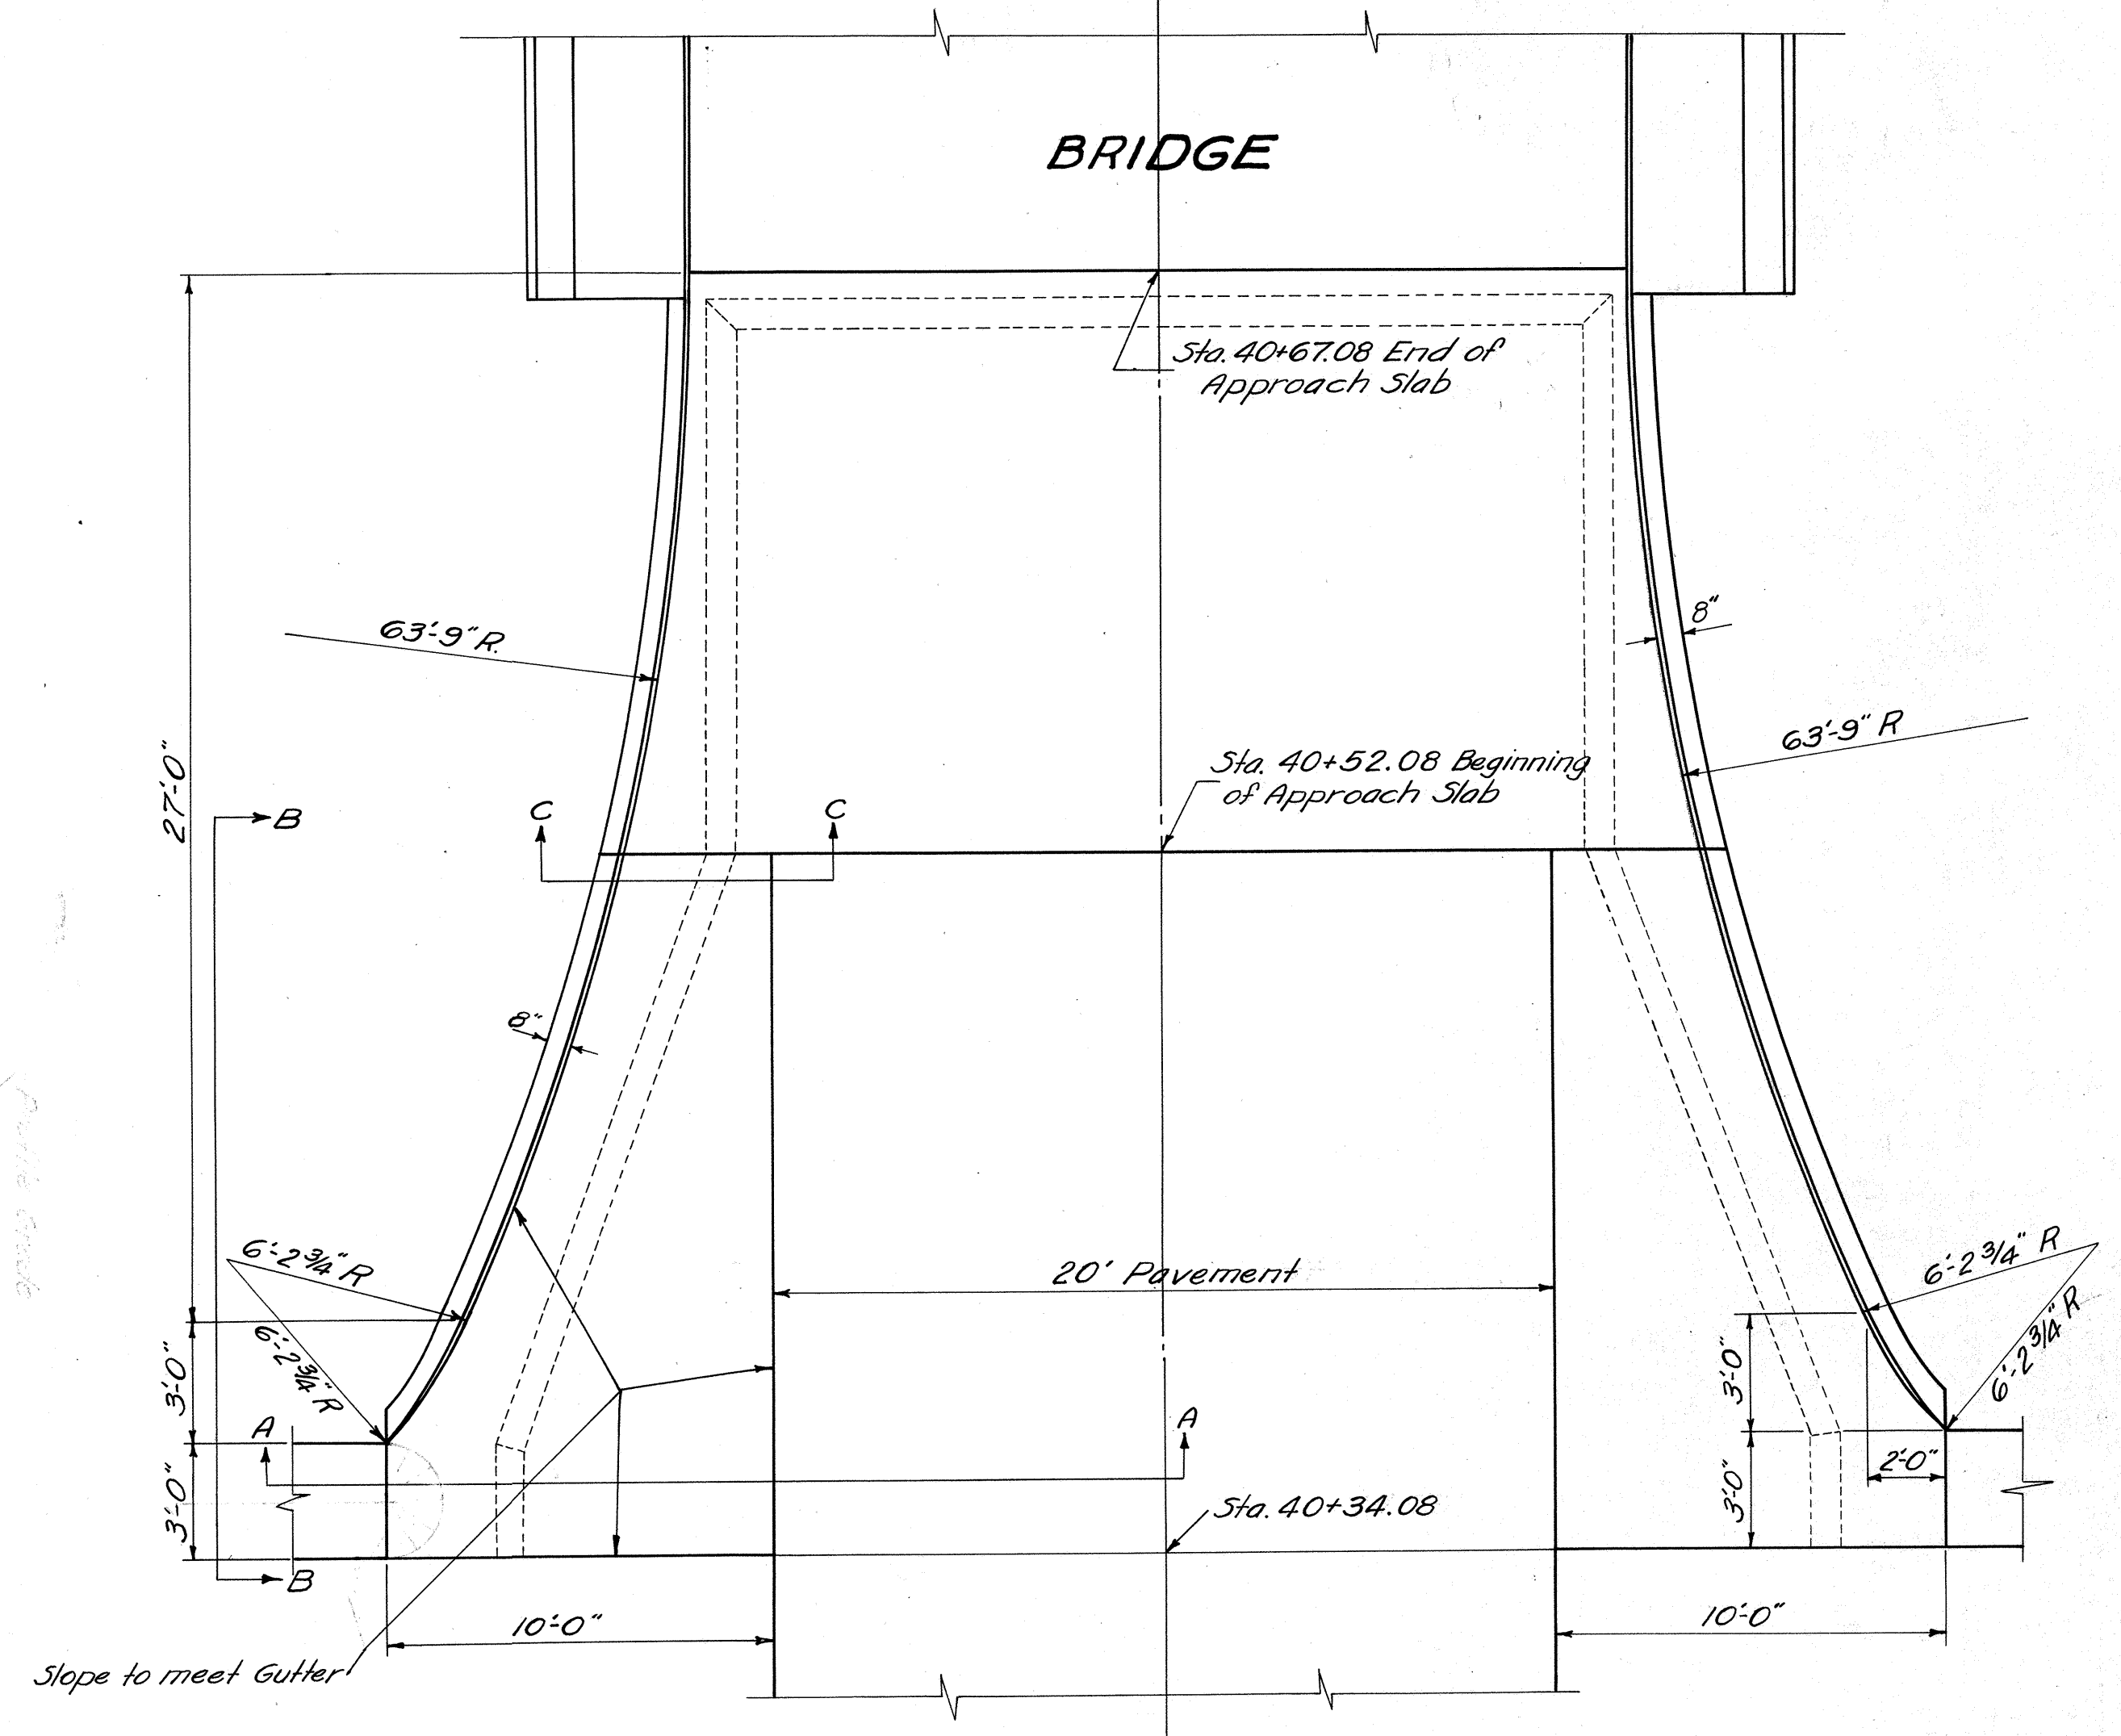 BRIDGE
Sta. 40+67.08 End of
Approach Slab
8"
63'-9" R.
63'-9" R
27'-0"
Sta. 40+52.08 Beginning
of Approach Slab
B
C
C
8"
6'-2 3/4" R
20' Pavement
6'-2 3/4" R
6'-2 3/4" R
6'-2 3/4" R
3'-0"
3'-0"
A
A
2'-0"
3'-0"
3'-0"
Sta. 40+34.08
B
10'-0"
10'-0"
Slope to meet Gutter